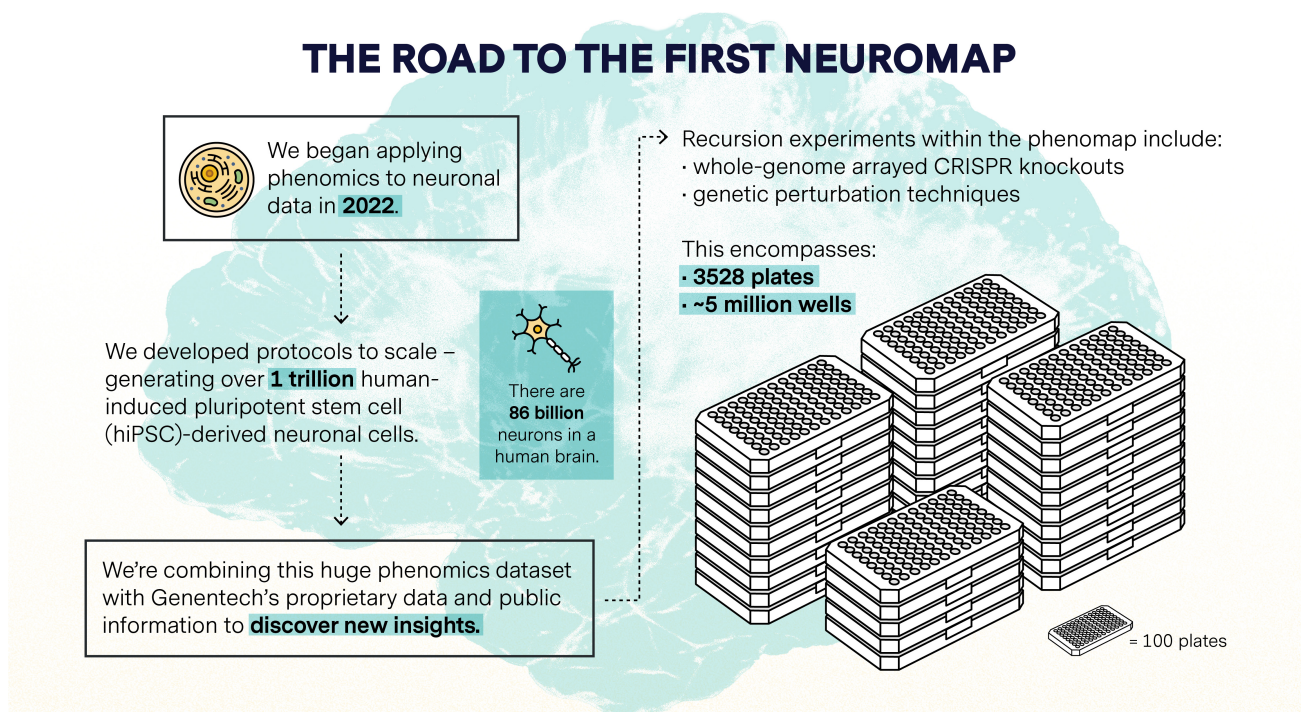 THE ROAD TO THE FIRST NEUROMAP
We began applying
phenomics to neuronal
data in 2022.
We developed protocols to scale –
generating over 1 trillion human-
induced pluripotent stem cell
(hiPSC)-derived neuronal cells.
There are
86 billion
neurons in a
human brain.
We’re combining this huge phenomics dataset
with Genentech’s proprietary data and public
information to discover new insights.
Recursion experiments within the phenomap include:
· whole-genome arrayed CRISPR knockouts
· genetic perturbation techniques
This encompasses:
· 3528 plates
· ~5 million wells
= 100 plates